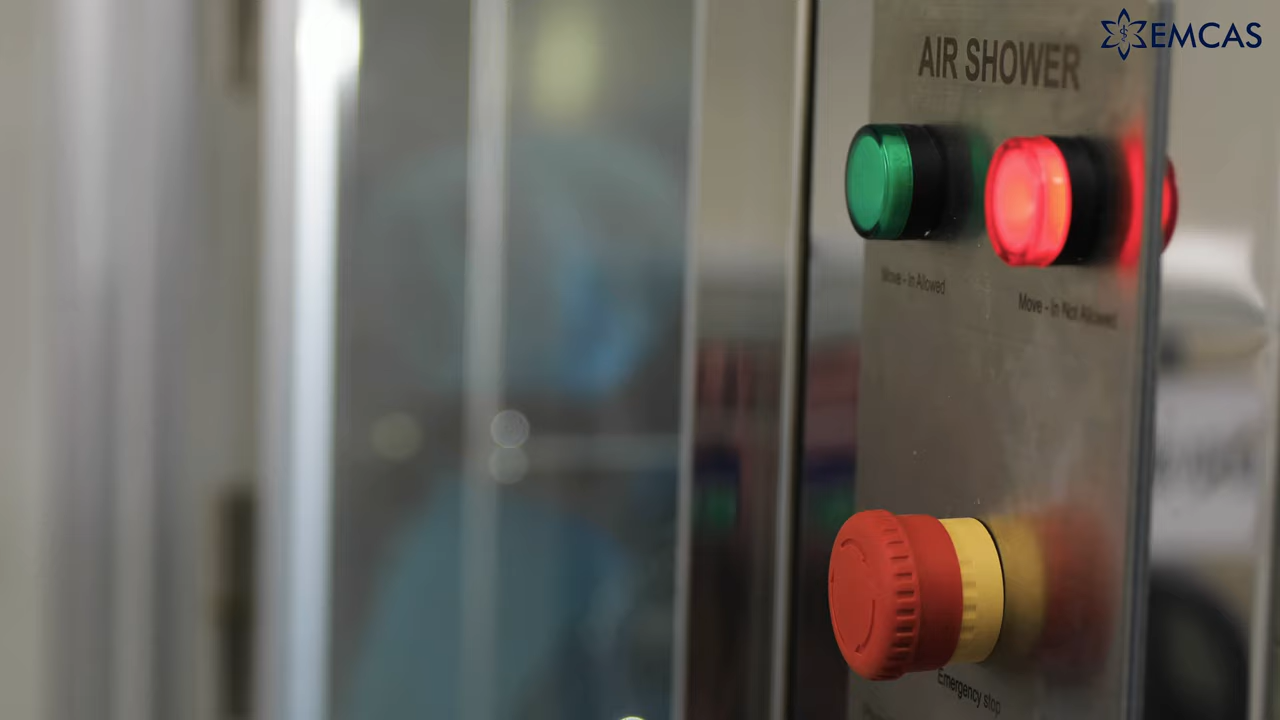 EMCAS
AIR SHOWER
Move - In Allowed
Move - In Not Allowed
Emergency stop